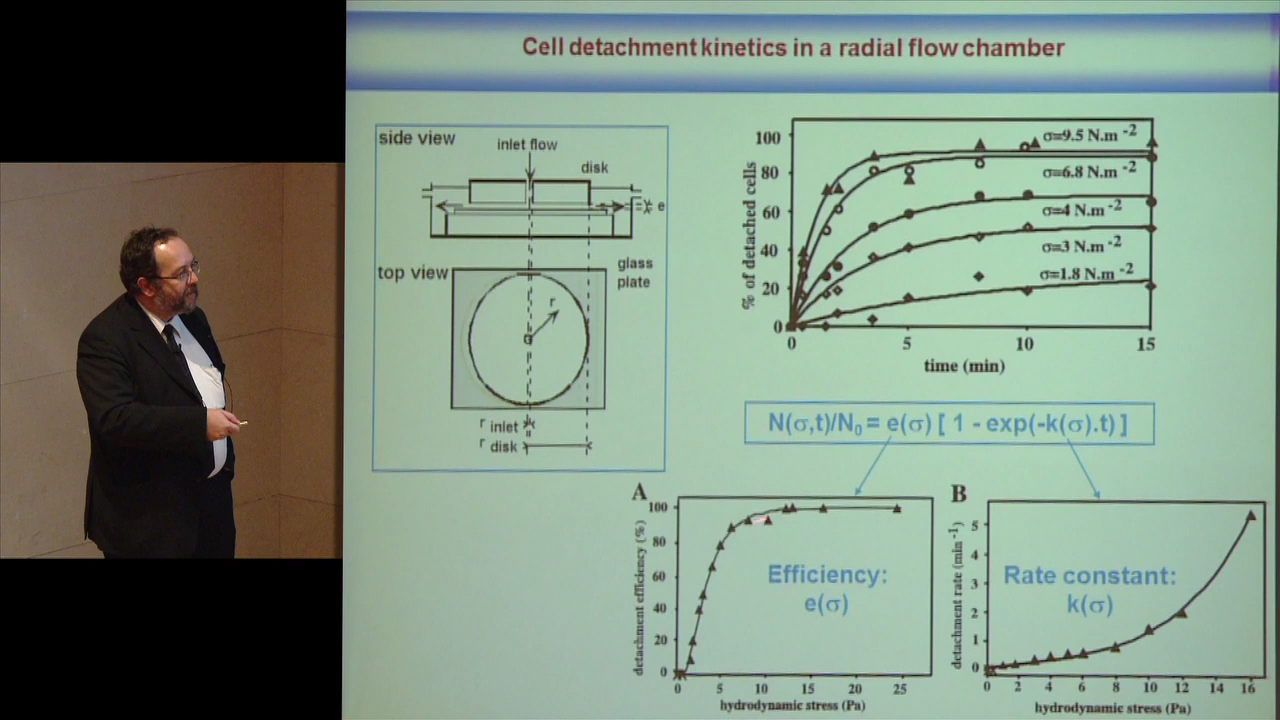 Cell detachment kinetics in a radial flow chamber
side view
inlet flow
disk
e
top view
glass
plate
r
r inlet
r disk
% of detached cells
100
80
60
40
20
0
σ=9.5 N.m -2
σ=6.8 N.m -2
σ=4 N.m -2
σ=3 N.m -2
σ=1.8 N.m -2
0 5 10 15
time (min)
N(σ,t)/N₀ = e(σ) [ 1 - exp(-k(σ).t) ]
A
detachment efficiency (%)
100
80
60
40
20
0
Efficiency:
e(σ)
0 5 10 15 20 25
hydrodynamic stress (Pa)
B
detachment rate (min⁻¹)
5
4
3
2
1
0
Rate constant:
k(σ)
0 2 4 6 8 10 12 14 16
hydrodynamic stress (Pa)